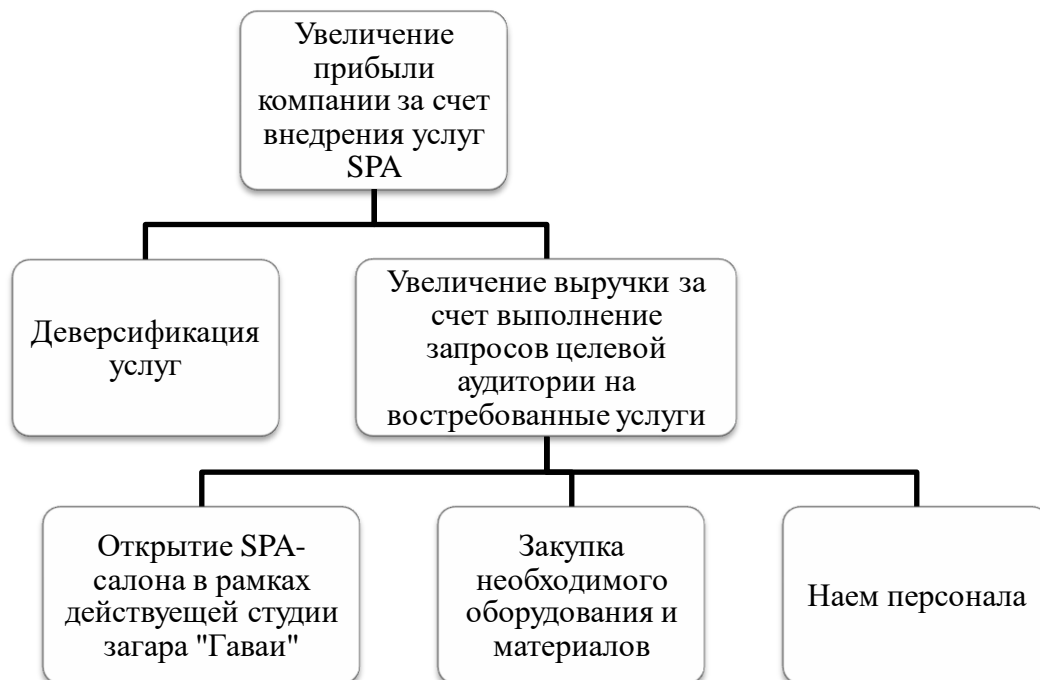 Увеличение
прибыли
компании за счет
внедрения услуг
SPA
Деверсификация
услуг
Увеличение выручки за
счет выполнение
запросов целевой
аудитории на
востребованные услуги
Открытие SPA-
салона в рамках
действуещей студии
загара "Гаваи"
Закупка
необходимого
оборудования и
материалов
Наем персонала